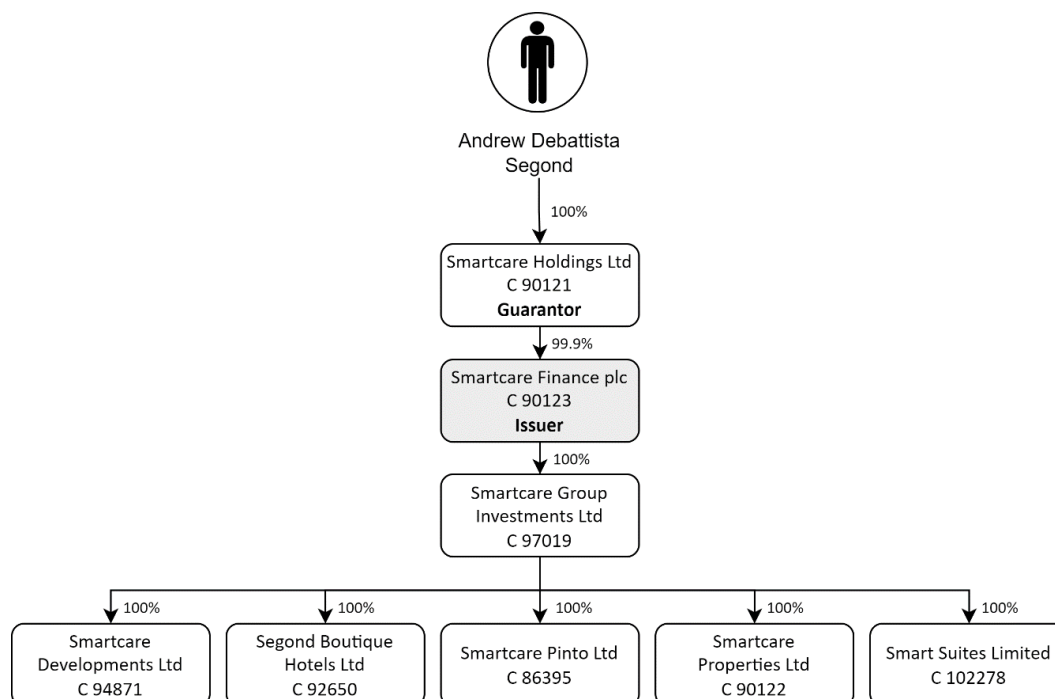 Andrew Debattista
Segond
100%
Smartcare Holdings Ltd
C 90121
Guarantor
99.9%
Smartcare Finance plc
C 90123
Issuer
100%
Smartcare Group
Investments Ltd
C 97019
100%
100%
100%
100%
100%
Smartcare
Developments Ltd
C 94871
Segond Boutique
Hotels Ltd
C 92650
Smartcare Pinto Ltd
C 86395
Smartcare
Properties Ltd
C 90122
Smart Suites Limited
C 102278